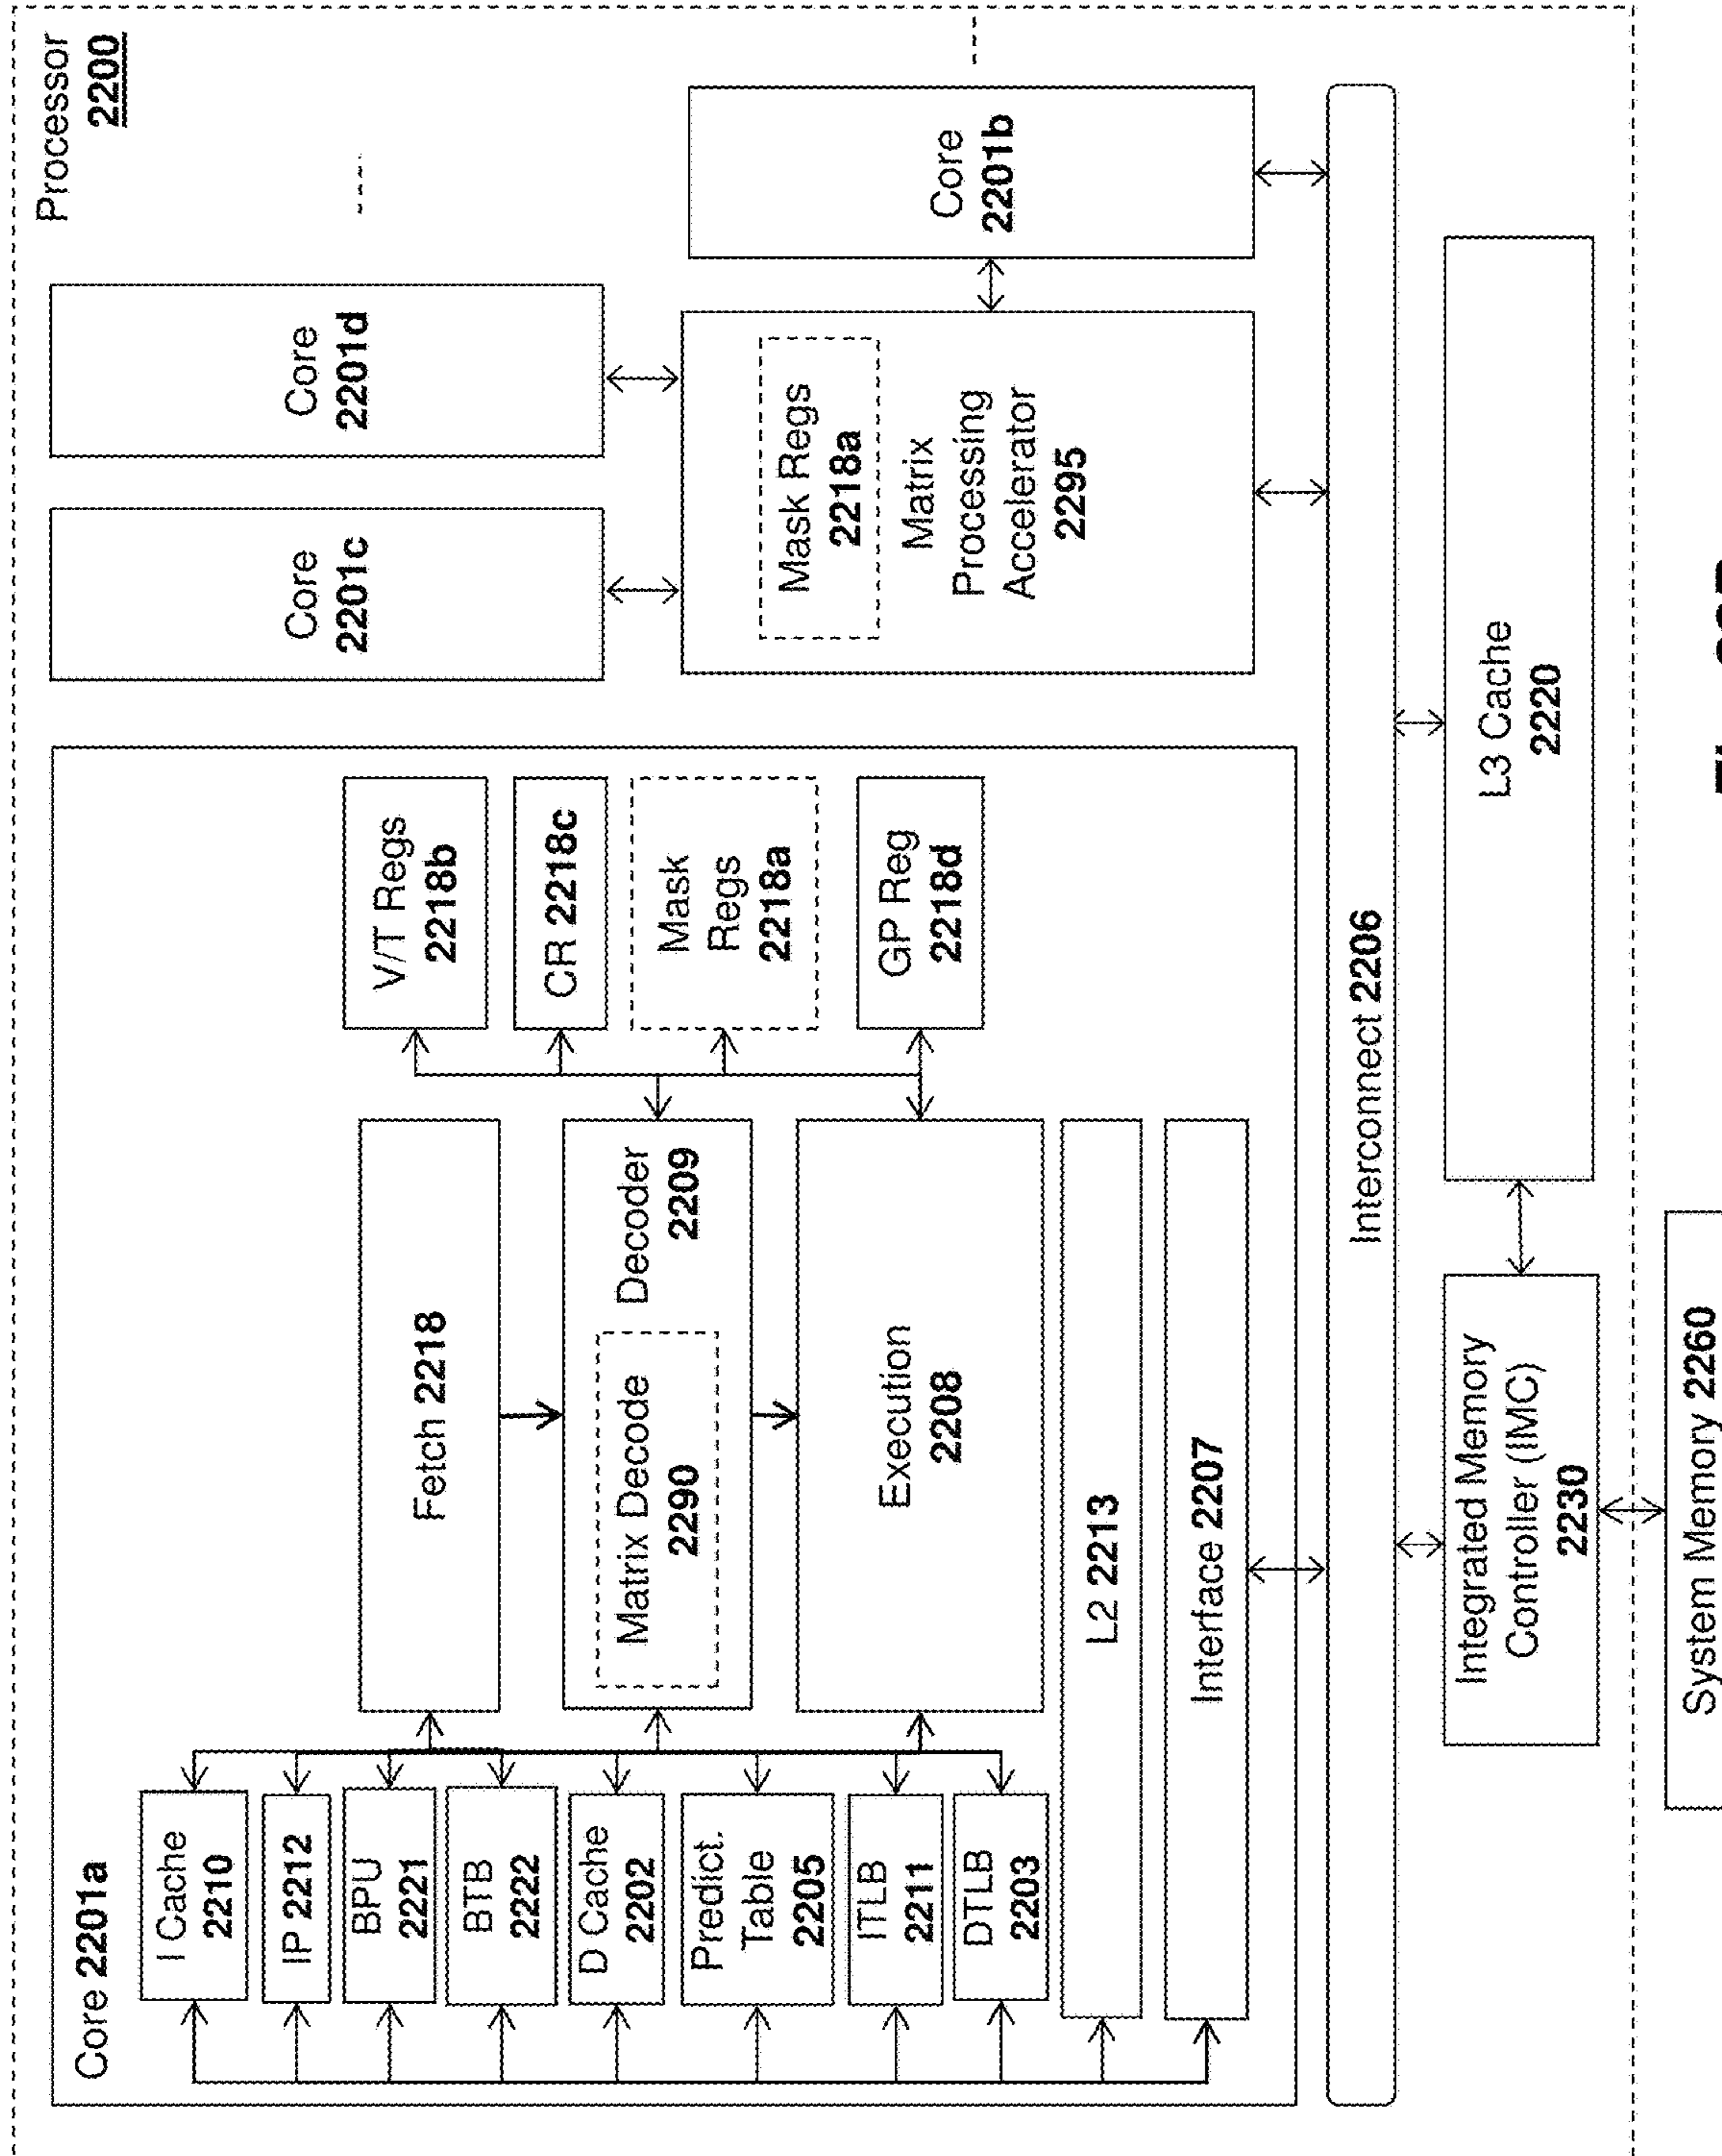 Processor
2200
Core 2201a
I Cache
2210
IP 2212
BPU
2221
BTB
2222
D Cache
2202
Predict.
Table
2205
ITLB
2211
DTLB
2203
Fetch 2218
Matrix Decode
2290
Decoder
2209
Execution
2208
L2 2213
Interface 2207
V/T Regs
2218b
CR 2218c
Mask
Regs
2218a
GP Reg
2218d
Core
2201c
Core
2201d
Mask Regs
2218a
Matrix
Processing
Accelerator
2295
Core
2201b
Interconnect 2206
Integrated Memory
Controller (IMC)
2230
L3 Cache
2220
System Memory 2260